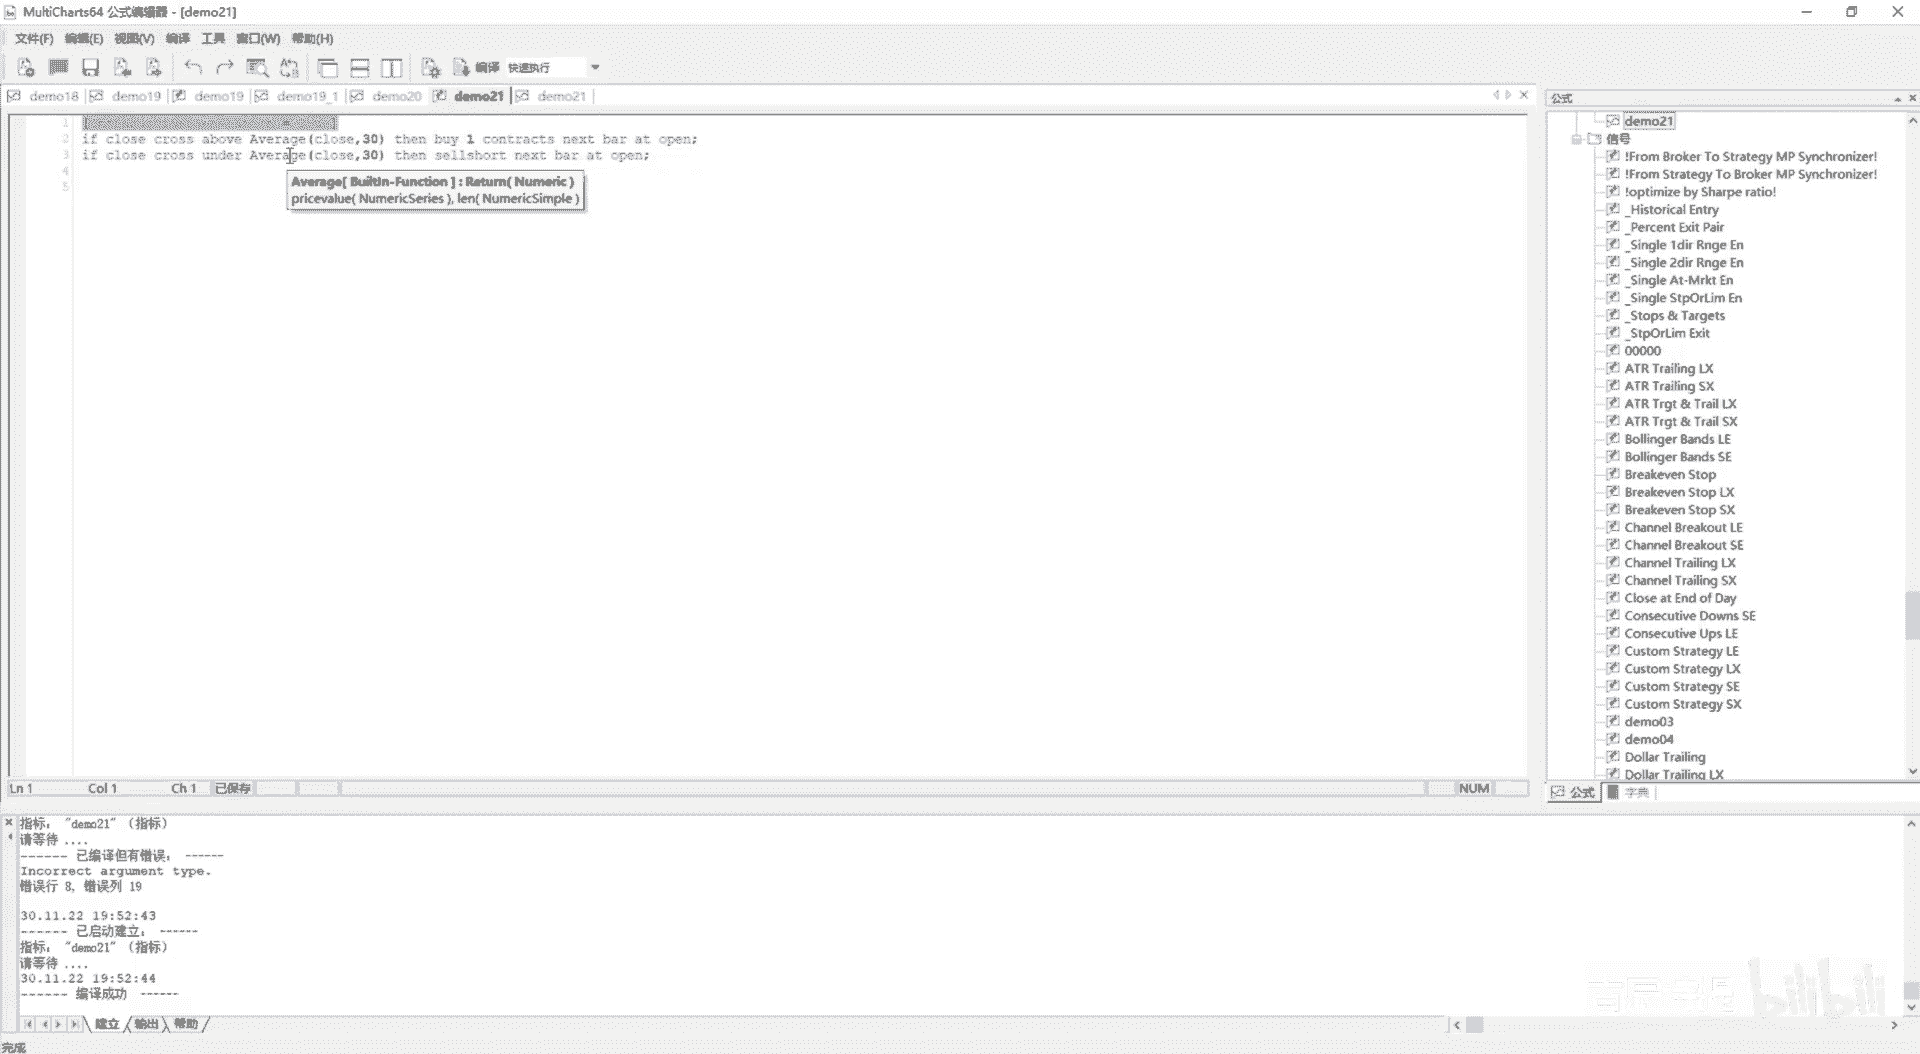 MultiCharts64 公式编辑器 - [demo21]
文件(F) 编辑(E) 视图(V) 编译 工具 窗口(W) 帮助(H)
编译 快速执行
demo18 demo19 demo19 demo19_1 demo20 demo21 demo21
1
2 if close cross above Average(close,30) then buy 1 contracts next bar at open;
3 if close cross under Average(close,30) then sellshort next bar at open;
4
5
Average[ BuiltIn-Function ] : Return( Numeric )
pricevalue( NumericSeries ), len( NumericSimple )
公式
demo21
信号
!From Broker To Strategy MP Synchronizer!
!From Strategy To Broker MP Synchronizer!
!optimize by Sharpe ratio!
_Historical Entry
_Percent Exit Pair
_Single 1dir Rnge En
_Single 2dir Rnge En
_Single At-Mrkt En
_Single StpOrLim En
_Stops & Targets
_StpOrLim Exit
00000
ATR Trailing LX
ATR Trailing SX
ATR Trgt & Trail LX
ATR Trgt & Trail SX
Bollinger Bands LE
Bollinger Bands SE
Breakeven Stop
Breakeven Stop LX
Breakeven Stop SX
Channel Breakout LE
Channel Breakout SE
Channel Trailing LX
Channel Trailing SX
Close at End of Day
Consecutive Downs SE
Consecutive Ups LE
Custom Strategy LE
Custom Strategy LX
Custom Strategy SE
Custom Strategy SX
demo03
demo04
Dollar Trailing
Dollar Trailing LX
公式 字典
Ln 1 Col 1 Ch 1 已保存 NUM
指标: "demo21" (指标)
请等待 ....
------ 已编译但有错误: ------
Incorrect argument type.
错误行 8, 错误列 19
30.11.22 19:52:43
------ 已启动建立: ------
指标: "demo21" (指标)
请等待 ....
30.11.22 19:52:44
------ 编译成功 ------
建立 输出 帮助
完成
bilibili